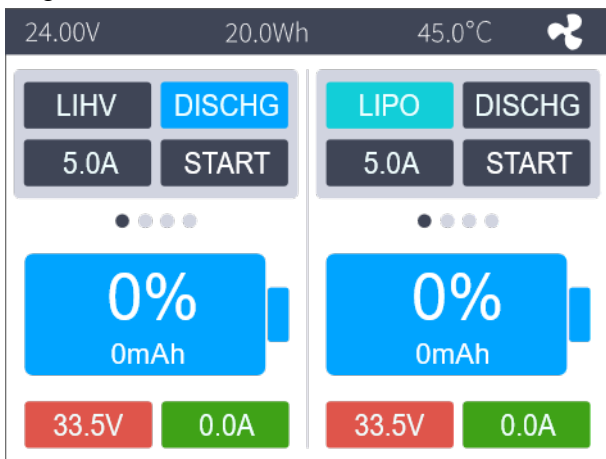 24.00V 20.0Wh 45.0°C
LIHV DISCHG
5.0A START
0%
0mAh
33.5V 0.0A
LIPO DISCHG
5.0A START
0%
0mAh
33.5V 0.0A